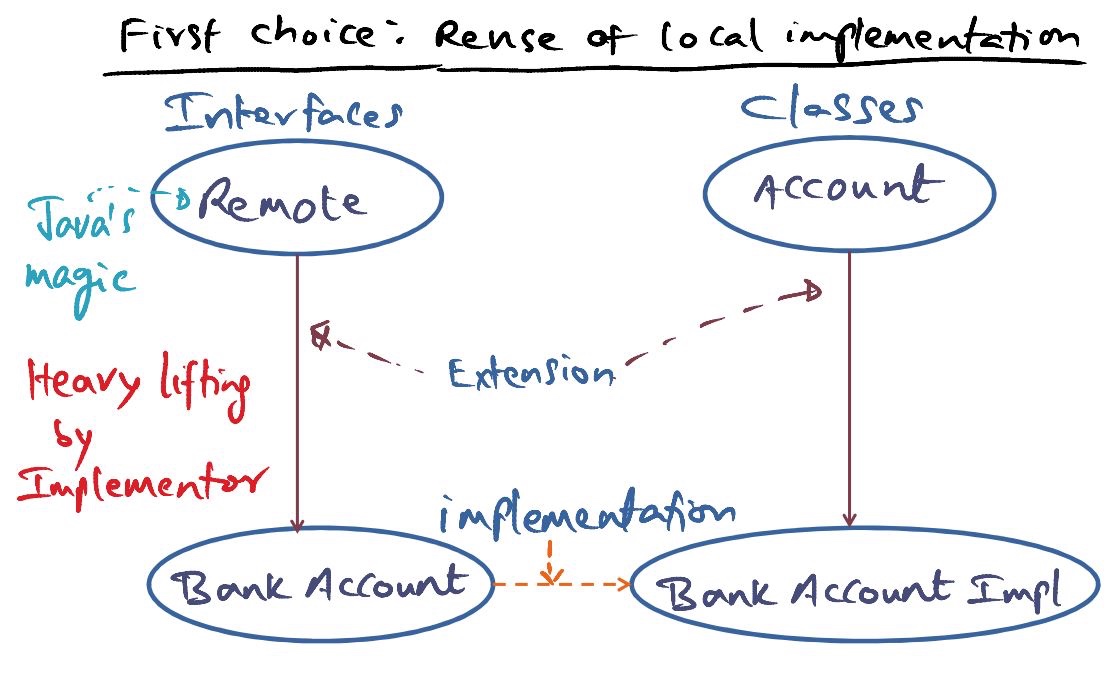 First choice: Reuse of local implementation
Interfaces
Classes
Remote
Account
Java's
magic
Extension
Heavy lifting
by
Implementor
implementation
Bank Account
Bank Account Impl